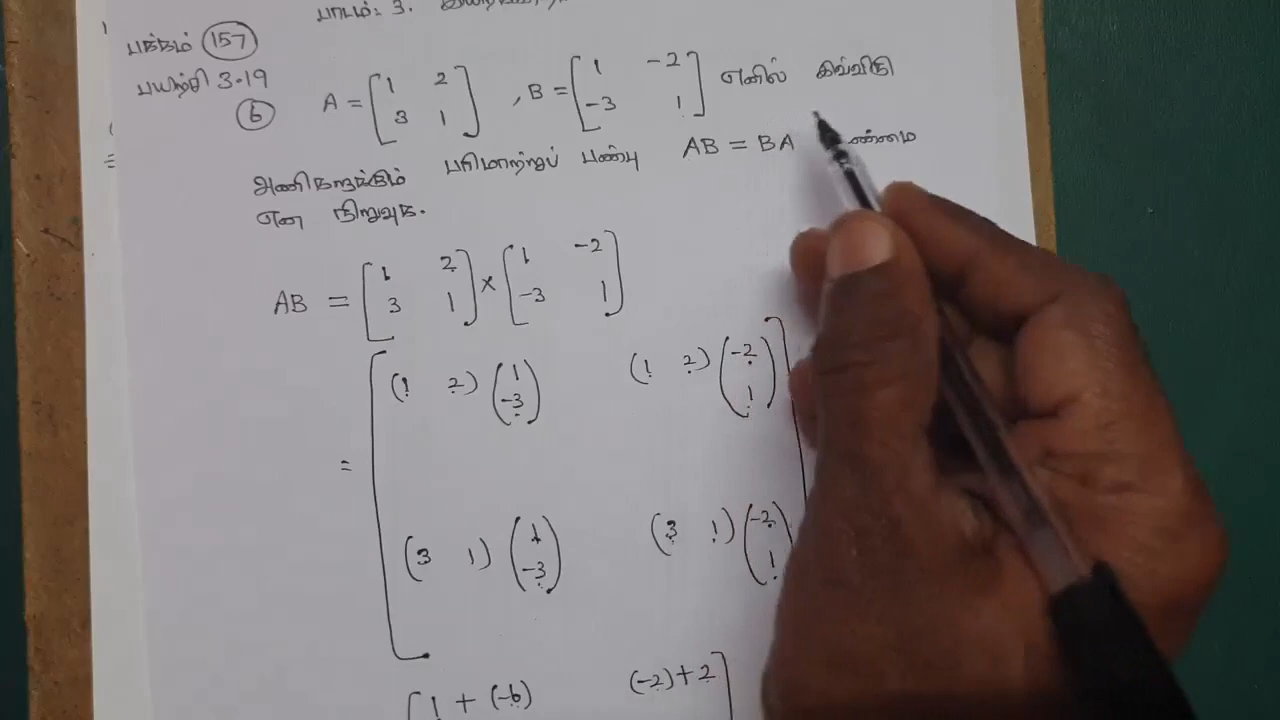 பாடம்: 3.
பக்கம் 157
பயிற்சி 3.19
6 A = [1 2; 3 1] , B = [1 -2; -3 1] எனில் இவ்விரு
அணிகளுக்கும் பரிமாற்றுப் பண்பு AB = BA
என நிறுவுக.
AB = [1 2; 3 1] × [1 -2; -3 1]
= [(1 2)(1; -3) (1 2)(-2; 1)
(3 1)(1; -3) (3 1)(-2; 1)]
[1 + (-6) (-2)+2]